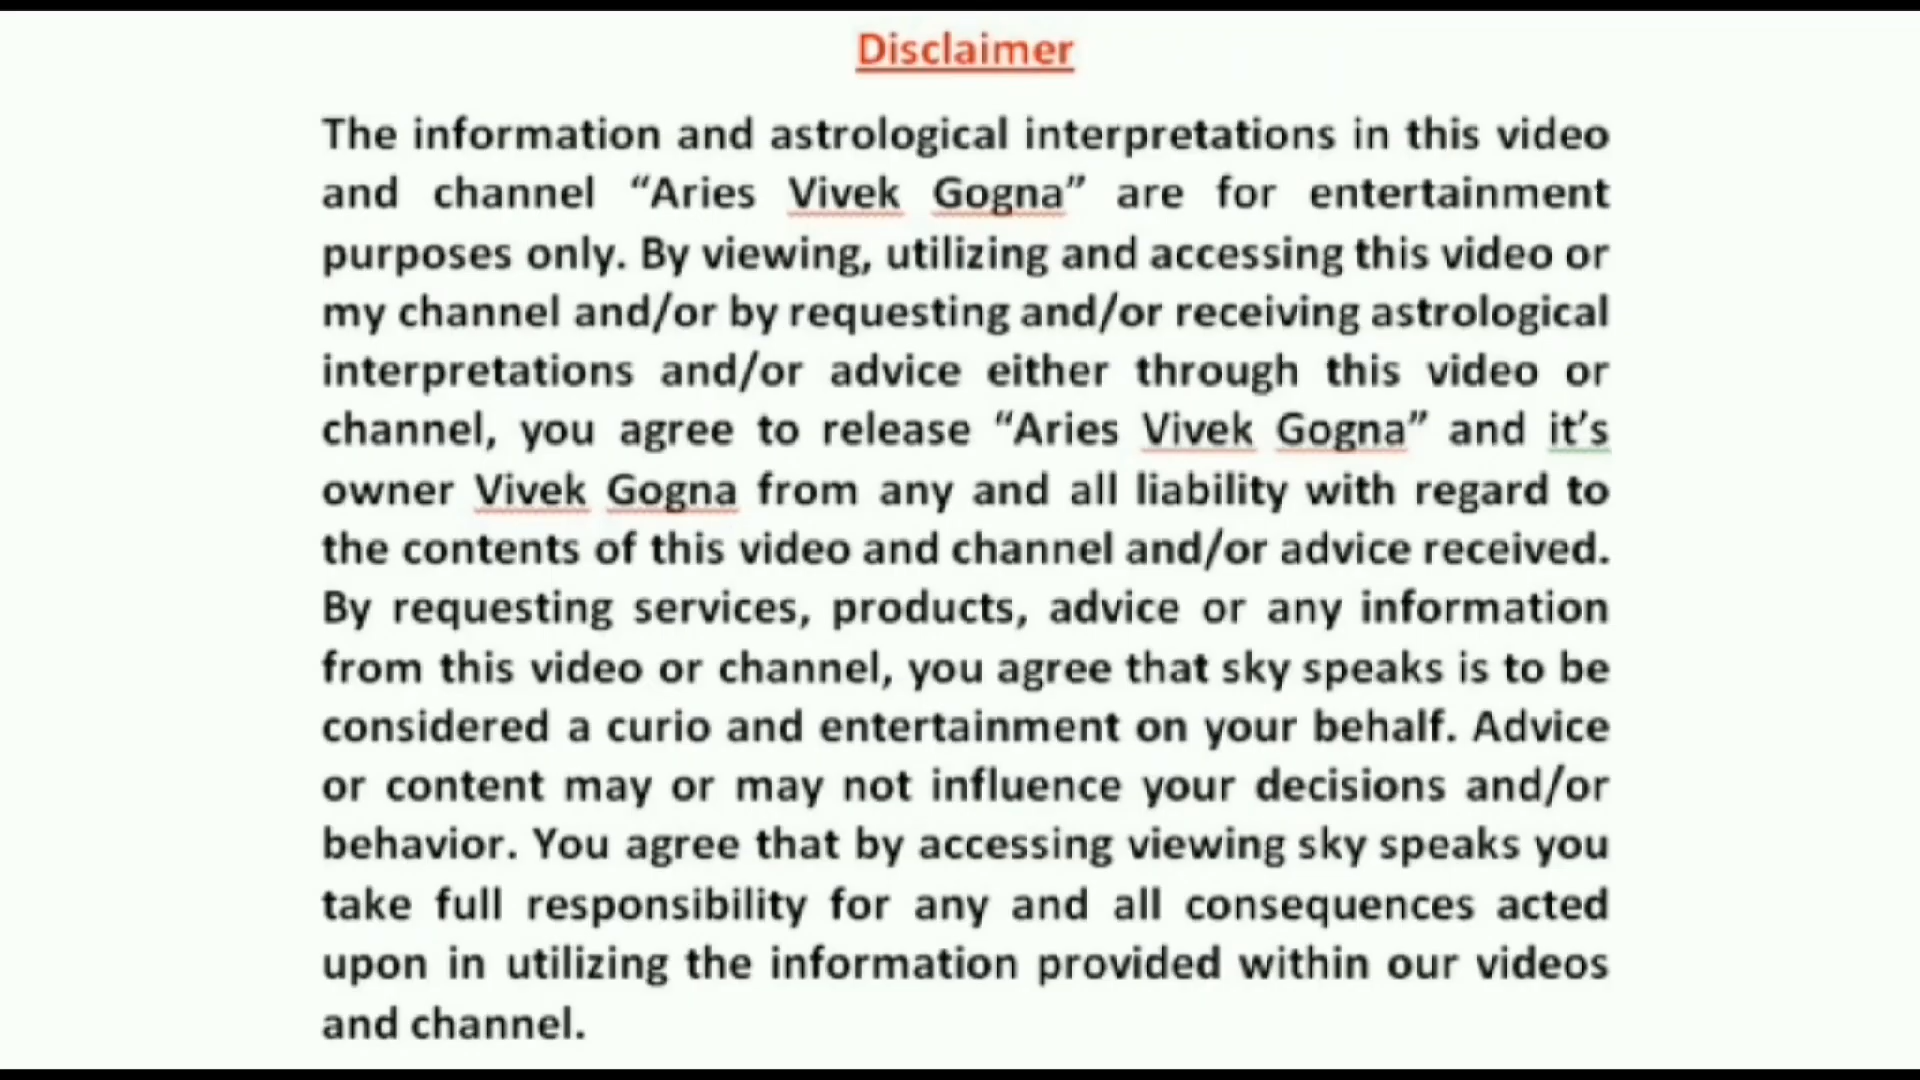 Disclaimer
The information and astrological interpretations in this video
and channel “Aries Vivek Gogna” are for entertainment
purposes only. By viewing, utilizing and accessing this video or
my channel and/or by requesting and/or receiving astrological
interpretations and/or advice either through this video or
channel, you agree to release “Aries Vivek Gogna” and it’s
owner Vivek Gogna from any and all liability with regard to
the contents of this video and channel and/or advice received.
By requesting services, products, advice or any information
from this video or channel, you agree that sky speaks is to be
considered a curio and entertainment on your behalf. Advice
or content may or may not influence your decisions and/or
behavior. You agree that by accessing viewing sky speaks you
take full responsibility for any and all consequences acted
upon in utilizing the information provided within our videos
and channel.